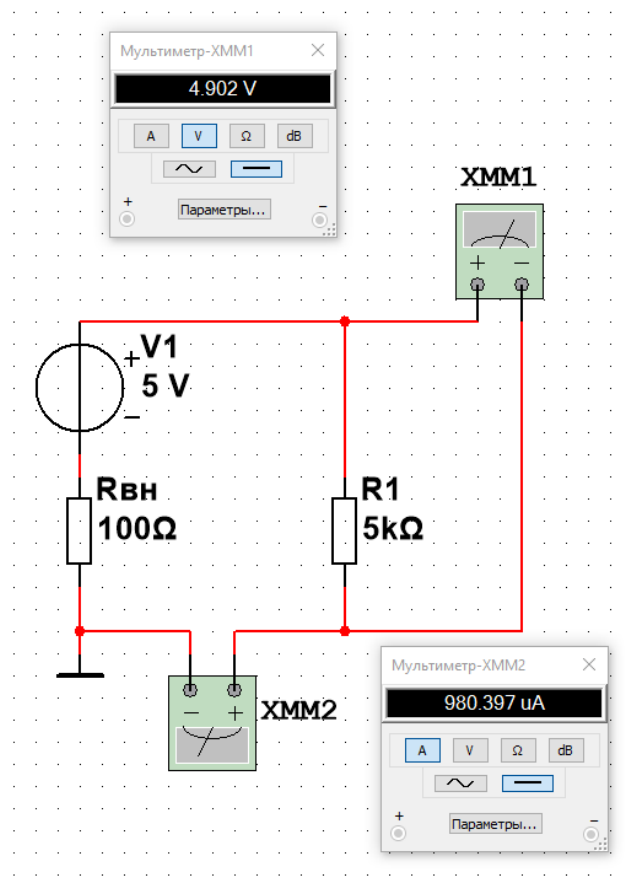 Мультиметр-XMM1
4.902 V
A V Ω dB
+ Параметры... −
XMM1
+ −
+ V1
5 V
−
Rвн
100Ω
R1
5kΩ
− + XMM2
Мультиметр-XMM2
980.397 uA
A V Ω dB
+ Параметры... −